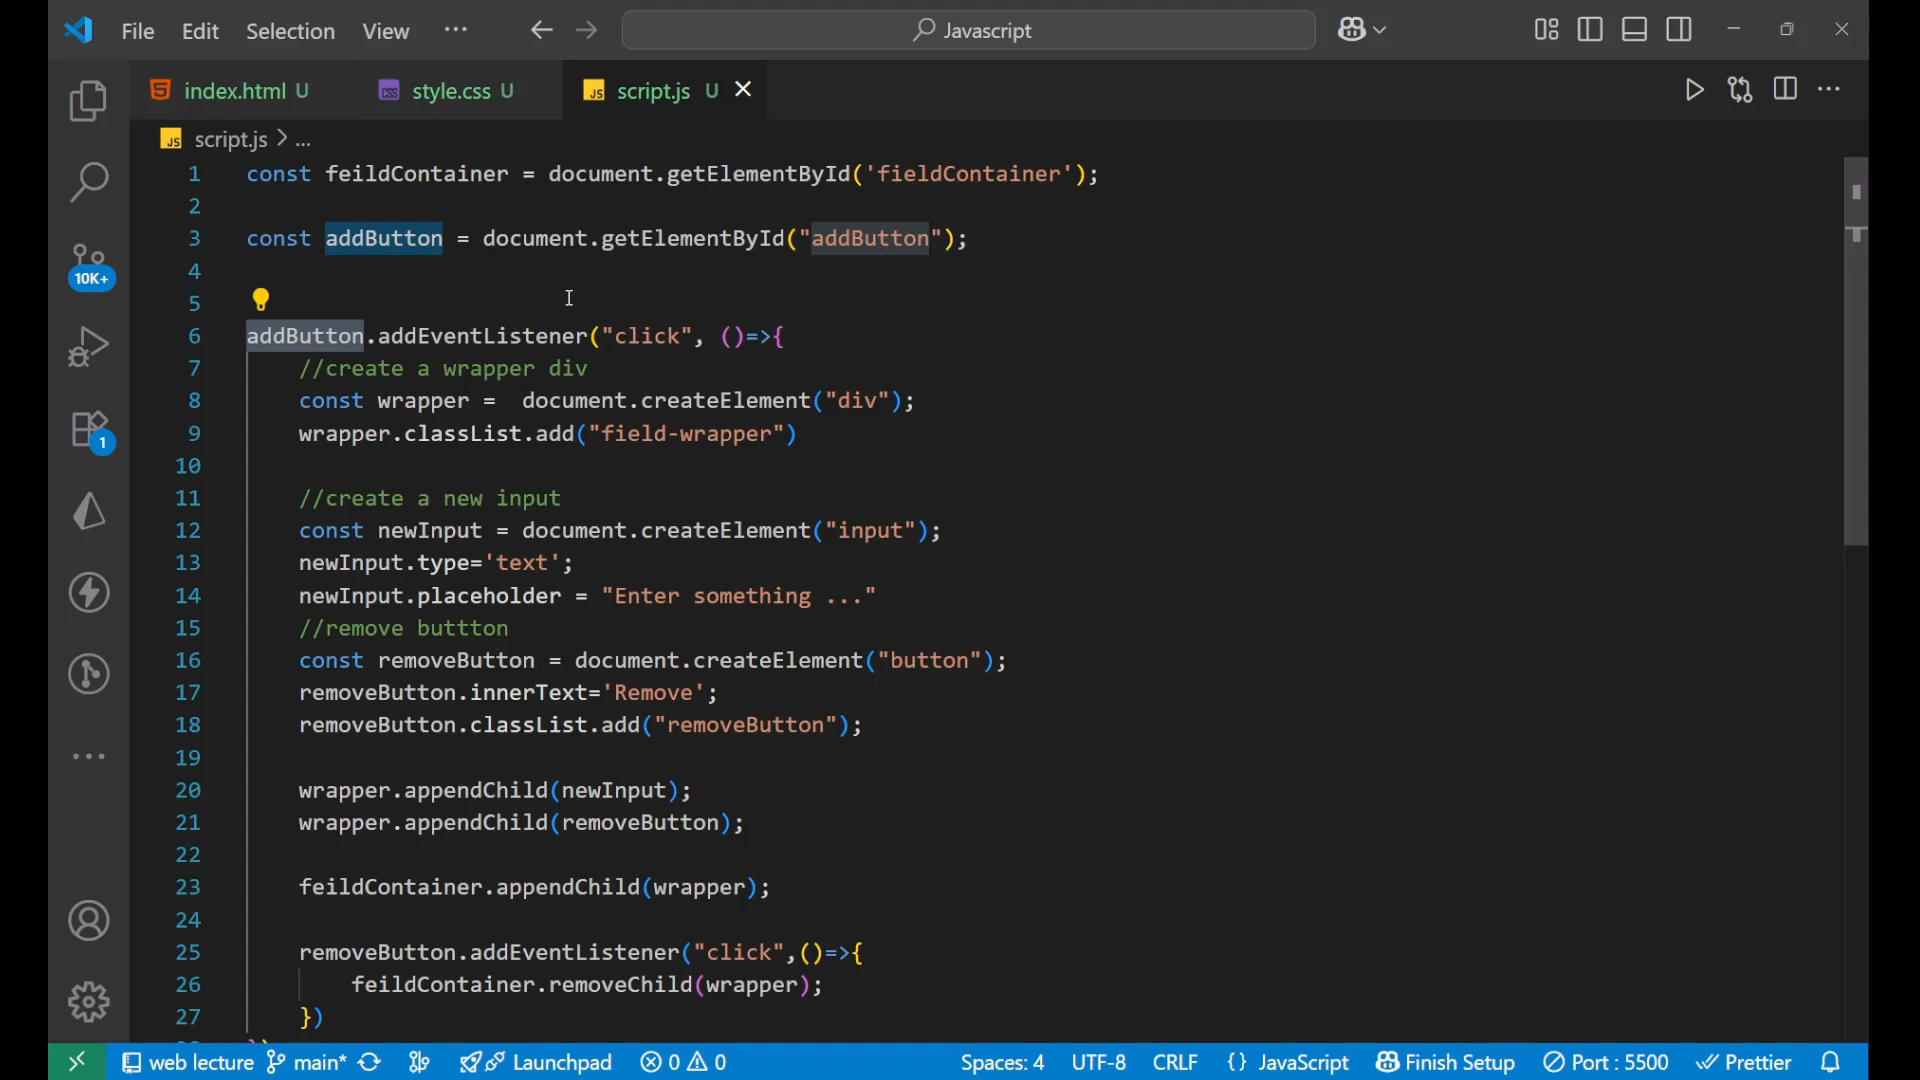 File Edit Selection View ... Javascript
index.html U style.css U script.js U
script.js > ...
1 const feildContainer = document.getElementById('fieldContainer');
2
3 const addButton = document.getElementById("addButton");
4
5
6 addButton.addEventListener("click", ()=>{
7 //create a wrapper div
8 const wrapper =  document.createElement("div");
9 wrapper.classList.add("field-wrapper")
10
11 //create a new input
12 const newInput = document.createElement("input");
13 newInput.type='text';
14 newInput.placeholder = "Enter something ..."
15 //remove buttton
16 const removeButton = document.createElement("button");
17 removeButton.innerText='Remove';
18 removeButton.classList.add("removeButton");
19
20 wrapper.appendChild(newInput);
21 wrapper.appendChild(removeButton);
22
23 feildContainer.appendChild(wrapper);
24
25 removeButton.addEventListener("click",()=>{
26 feildContainer.removeChild(wrapper);
27 })
10K+
1
web lecture main* Launchpad 0 0 Spaces: 4 UTF-8 CRLF {} JavaScript Finish Setup Port : 5500 Prettier